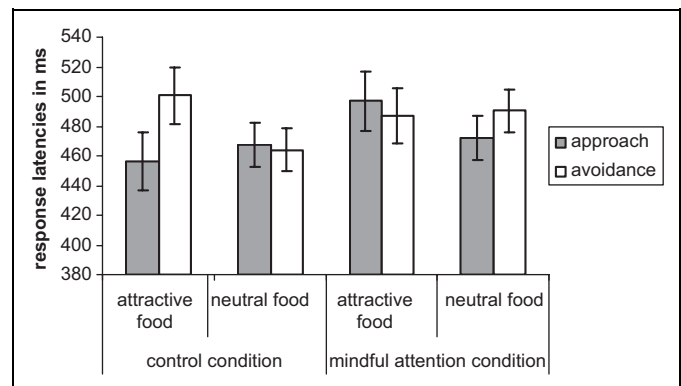 response latencies in ms
540
520
500
480
460
440
420
400
380
approach
avoidance
attractive food
neutral food
attractive food
neutral food
control condition
mindful attention condition